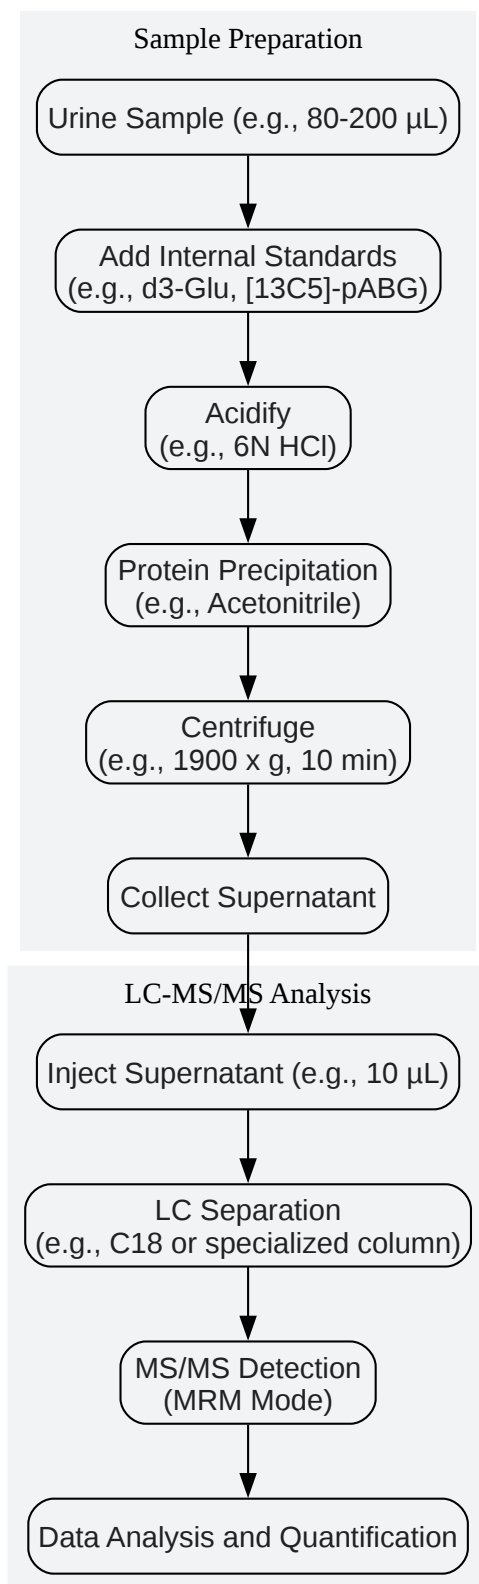 Sample Preparation
Urine Sample (e.g., 80-200 µL)
Add Internal Standards
(e.g., d3-Glu, [13C5]-pABG)
Acidify
(e.g., 6N HCl)
Protein Precipitation
(e.g., Acetonitrile)
Centrifuge
(e.g., 1900 x g, 10 min)
Collect Supernatant
LC-MS/MS Analysis
Inject Supernatant (e.g., 10 µL)
LC Separation
(e.g., C18 or specialized column)
MS/MS Detection
(MRM Mode)
Data Analysis and Quantification